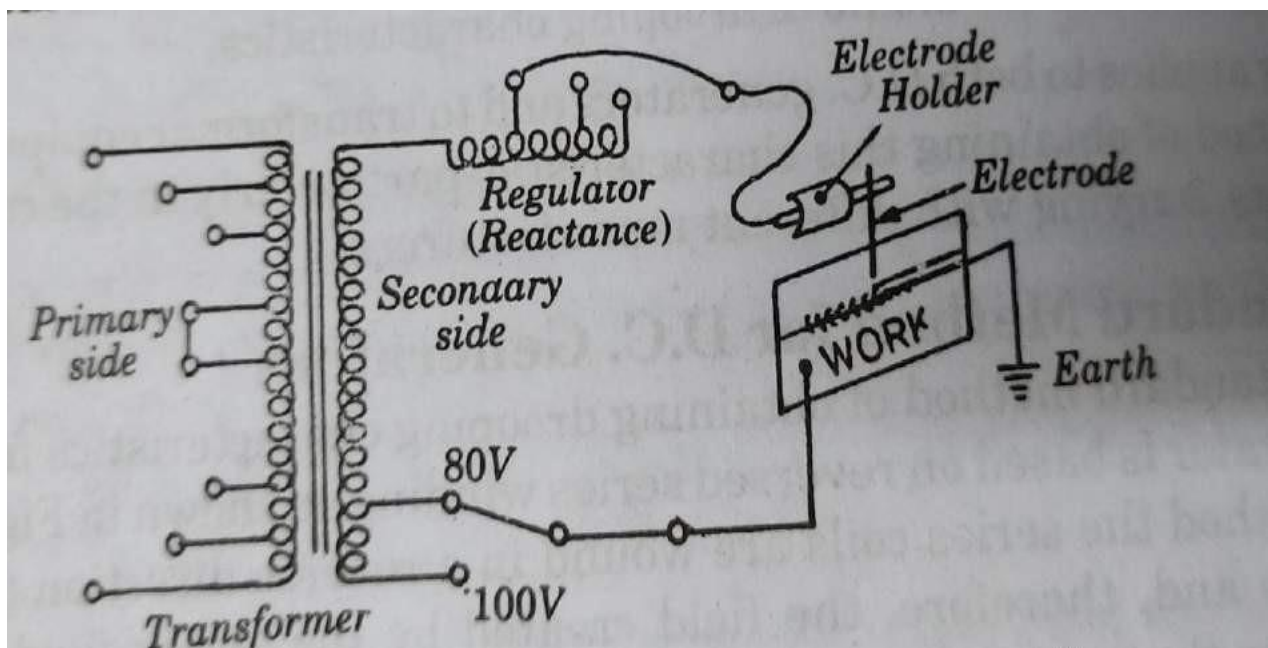 Electrode
Holder
Electrode
Regulator
(Reactance)
Seconaary
side
Primary
side
WORK
Earth
80V
100V
Transformer